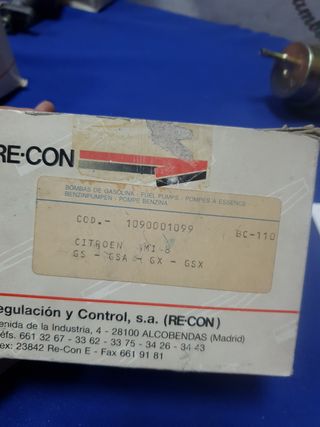 RE-CON
BOMBAS DE GASOLINA - FUEL PUMPS - POMPES A ESSENCE
BENZINPUMPEN - POMPE BENZINA
COD.- 1090001099 BC-110
CITROEN AMI-8
GS - GSA - GX - GSX
egulación y Control, s.a. (RE-CON)
enida de la Industria, 4 - 28100 ALCOBENDAS (Madrid)
éfs. 661 32 67 - 33 62 - 33 75 - 34 26 - 34 43
ex: 23842 Re-Con E - Fax 661 91 81